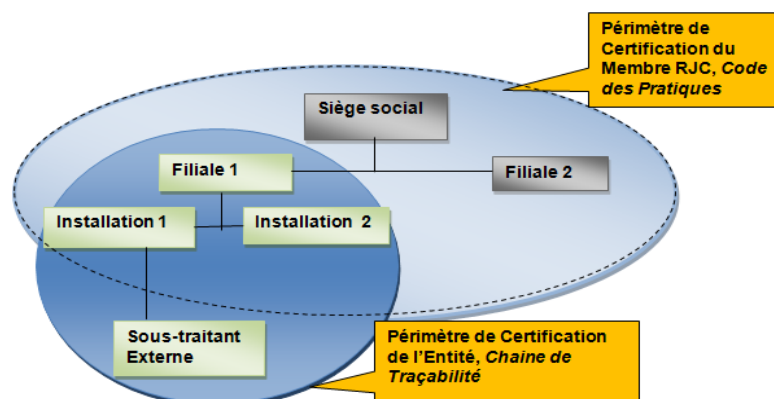 Périmètre de
Certification du
Membre RJC, Code
des Pratiques
Siège social
Filiale 1
Filiale 2
Installation 1
Installation 2
Sous-traitant
Externe
Périmètre de Certification
de l'Entité, Chaine de
Traçabilité